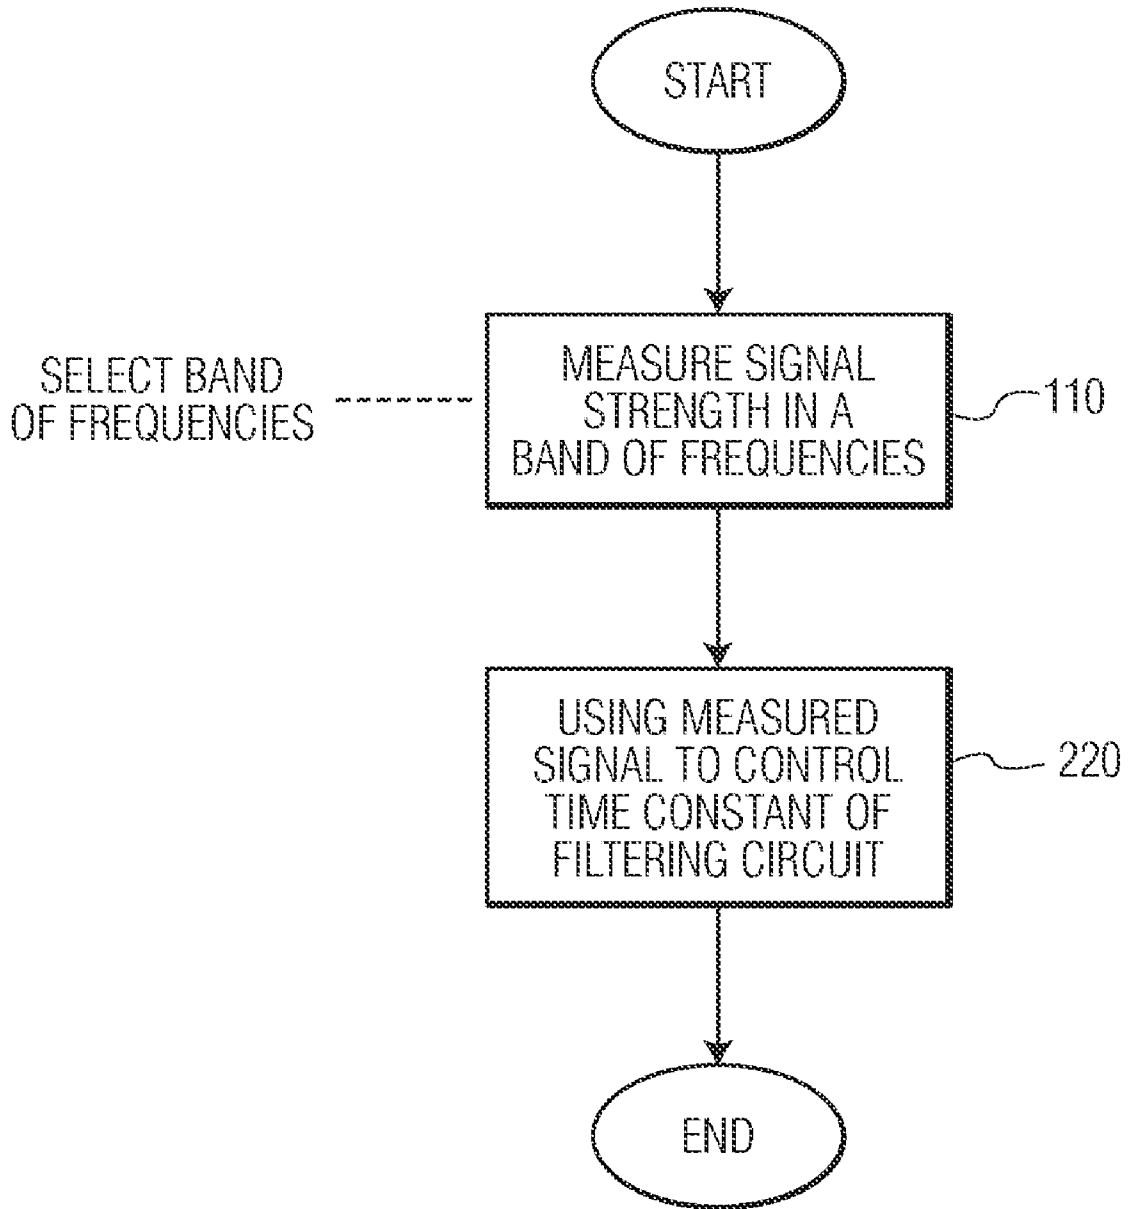 START
SELECT BAND
OF FREQUENCIES
MEASURE SIGNAL
STRENGTH IN A
BAND OF FREQUENCIES
110
USING MEASURED
SIGNAL TO CONTROL
TIME CONSTANT OF
FILTERING CIRCUIT
220
END